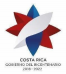 COSTA RICA
GOBIERNO DEL BICENTENARIO
2018 - 2022